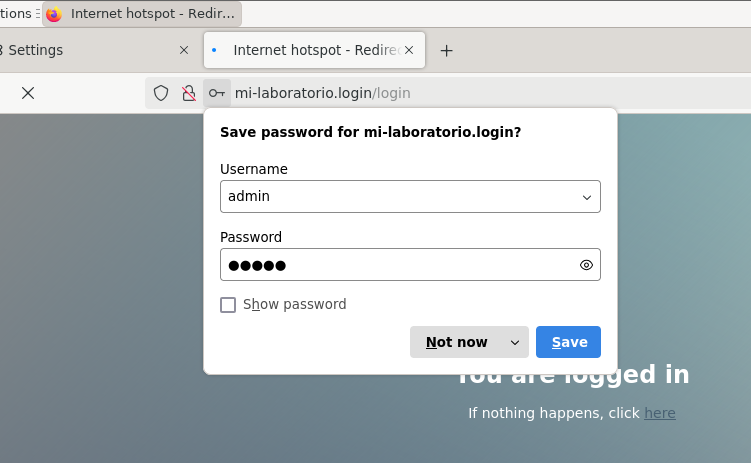 tions
Internet hotspot - Redir...
Settings
Internet hotspot - Redirec
mi-laboratorio.login/login
Save password for mi-laboratorio.login?
Username
admin
Password
●●●●●
Show password
Not now
Save
You are logged in
If nothing happens, click here